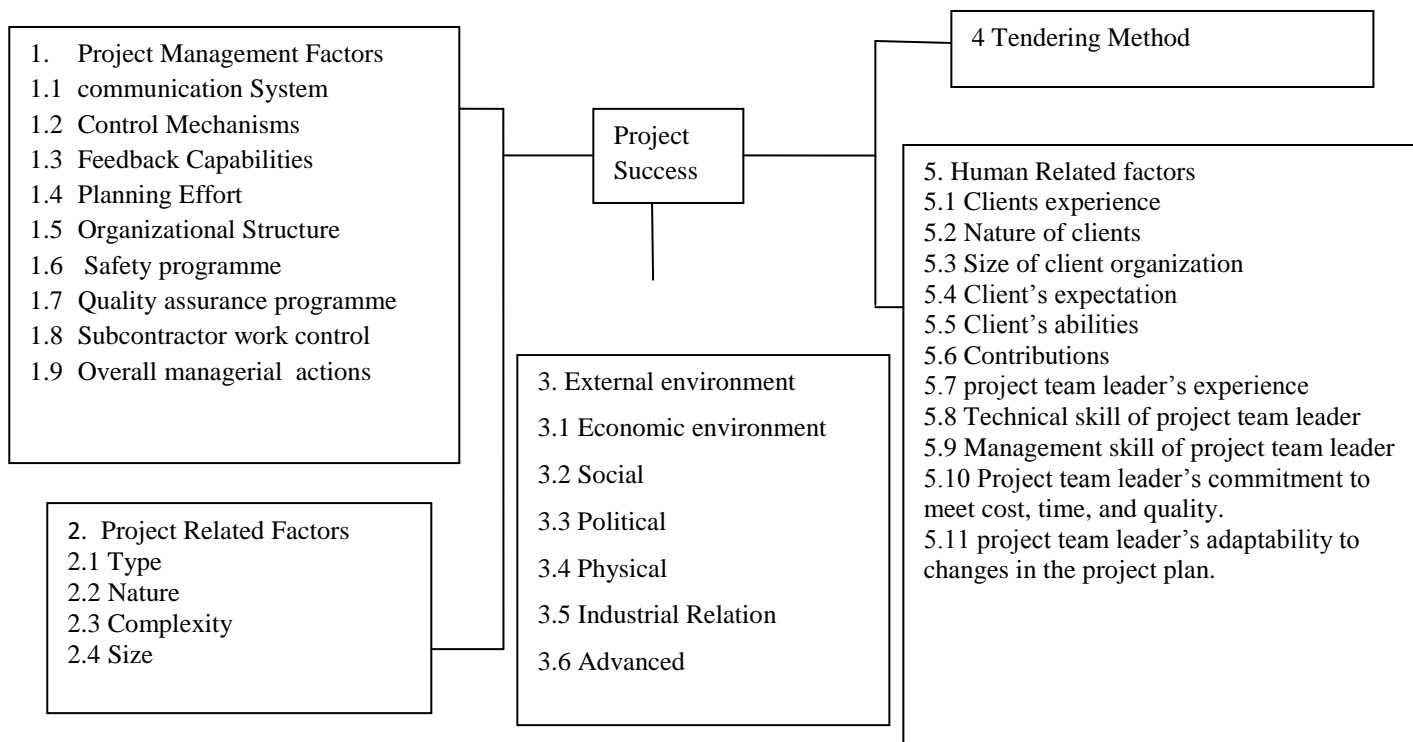 1. Project Management Factors
1.1 communication System
1.2 Control Mechanisms
1.3 Feedback Capabilities
1.4 Planning Effort
1.5 Organizational Structure
1.6 Safety programme
1.7 Quality assurance programme
1.8 Subcontractor work control
1.9 Overall managerial actions
2. Project Related Factors
2.1 Type
2.2 Nature
2.3 Complexity
2.4 Size
Project
Success
3. External environment
3.1 Economic environment
3.2 Social
3.3 Political
3.4 Physical
3.5 Industrial Relation
3.6 Advanced
4 Tendering Method
5. Human Related factors
5.1 Clients experience
5.2 Nature of clients
5.3 Size of client organization
5.4 Client’s expectation
5.5 Client’s abilities
5.6 Contributions
5.7 project team leader’s experience
5.8 Technical skill of project team leader
5.9 Management skill of project team leader
5.10 Project team leader’s commitment to
meet cost, time, and quality.
5.11 project team leader’s adaptability to
changes in the project plan.